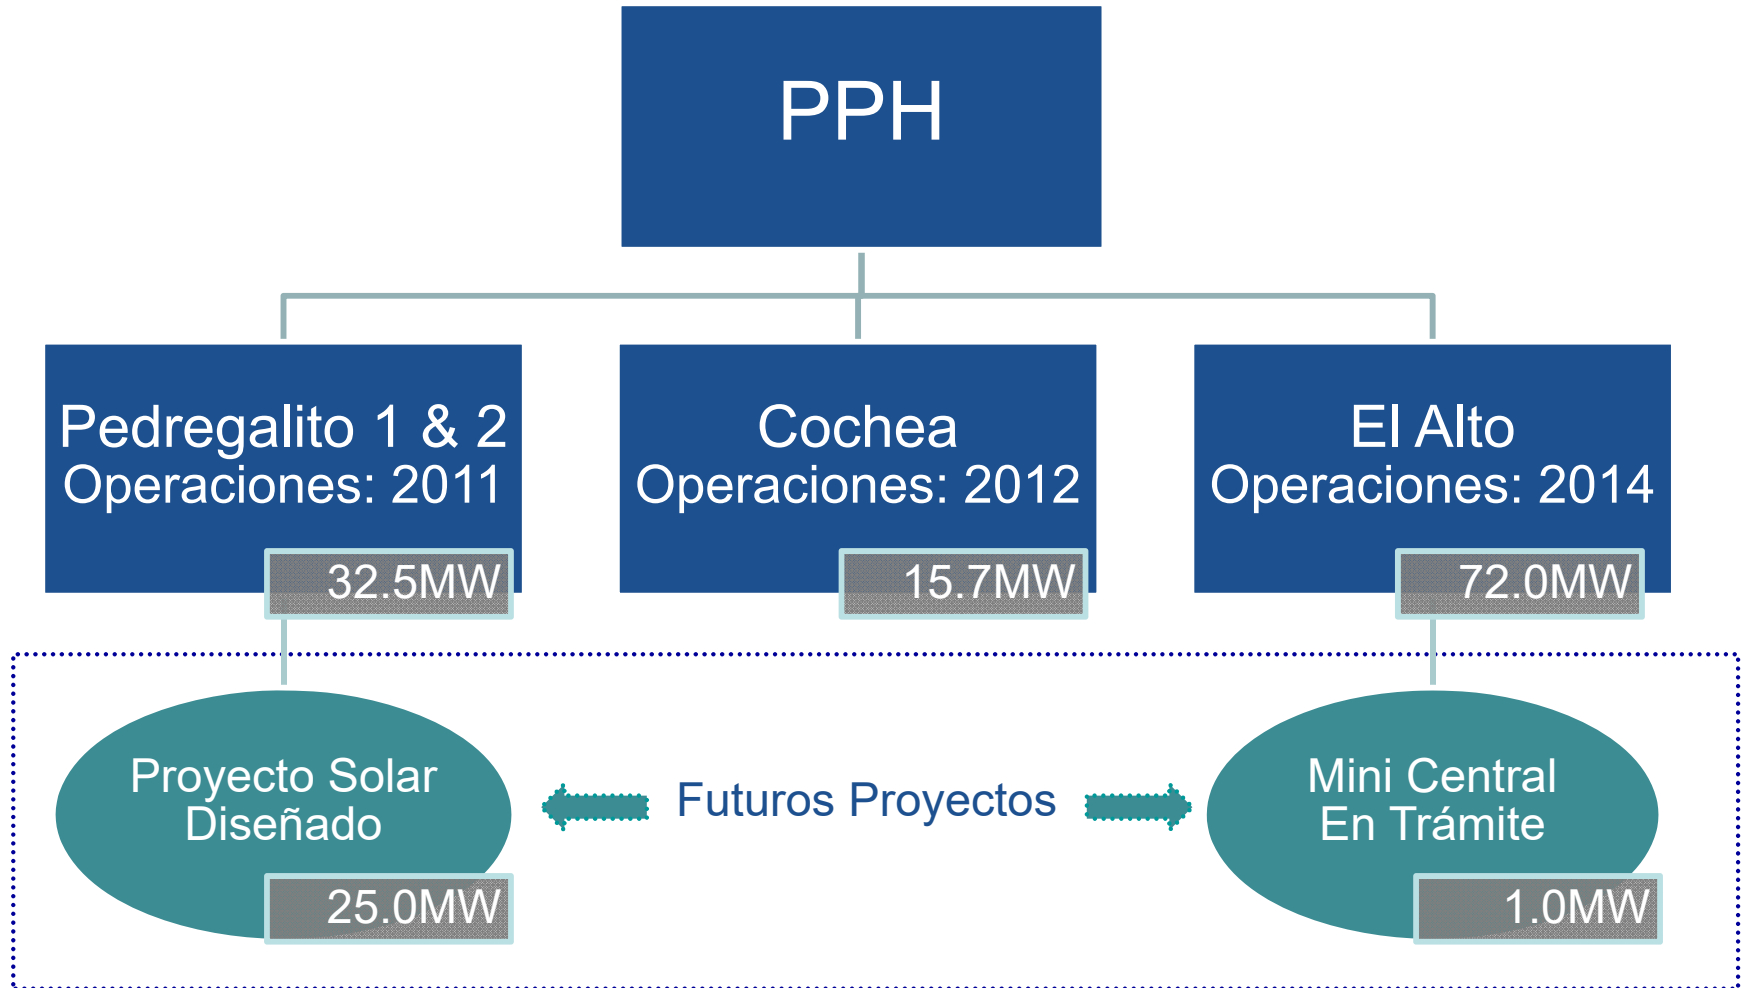 PPH
Pedregalito 1 & 2
Operaciones: 2011
32.5MW
Cochea
Operaciones: 2012
15.7MW
El Alto
Operaciones: 2014
72.0MW
Proyecto Solar
Diseñado
25.0MW
Futuros Proyectos
Mini Central
En Trámite
1.0MW